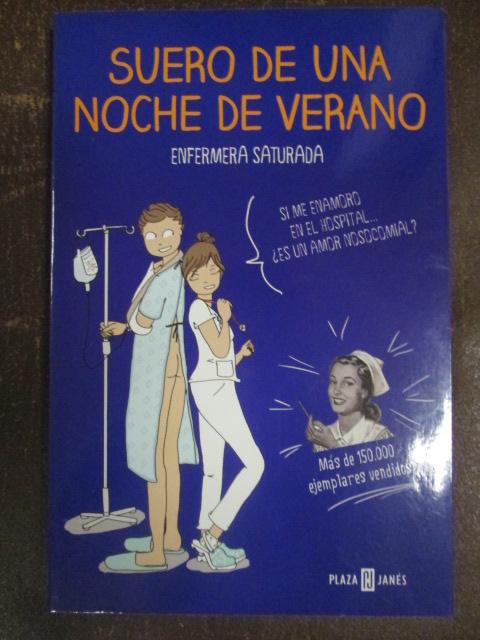 SUERO DE UNA
NOCHE DE VERANO
ENFERMERA SATURADA
SI ME ENAMORO
EN EL HOSPITAL...
¿ES UN AMOR NOSOCOMIAL?
Más de 150.000
ejemplares vendidos
PLAZA PJ JANÉS